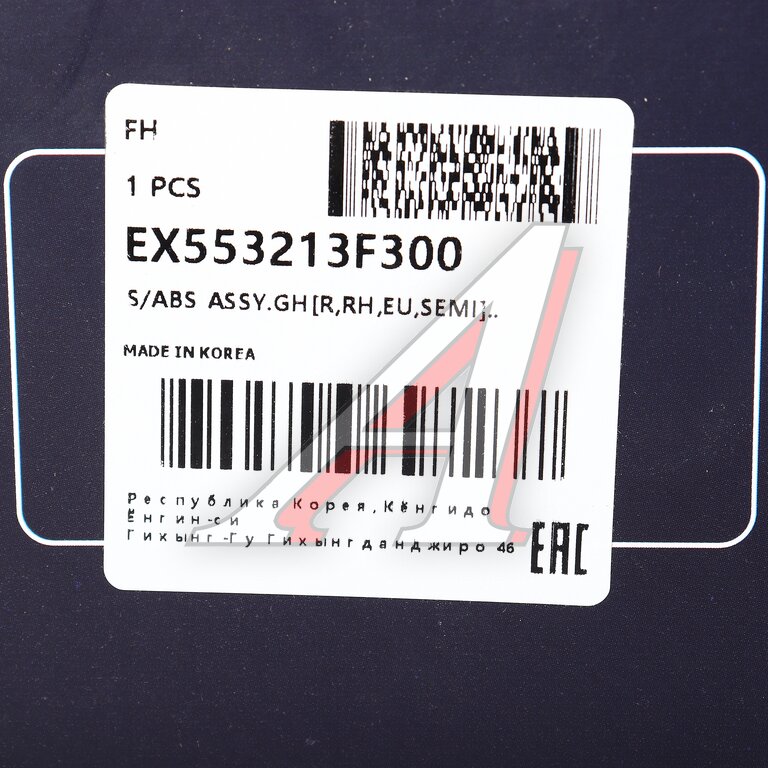 FH
1 PCS
EX553213F300
S/ABS ASSY.GH[R,RH,EU,SEMI]..
MADE IN KOREA
Республика Корея,Кёнгидо
Ёнгин-си
Гихынг-Гу Гихынгданджиро 46
EAC